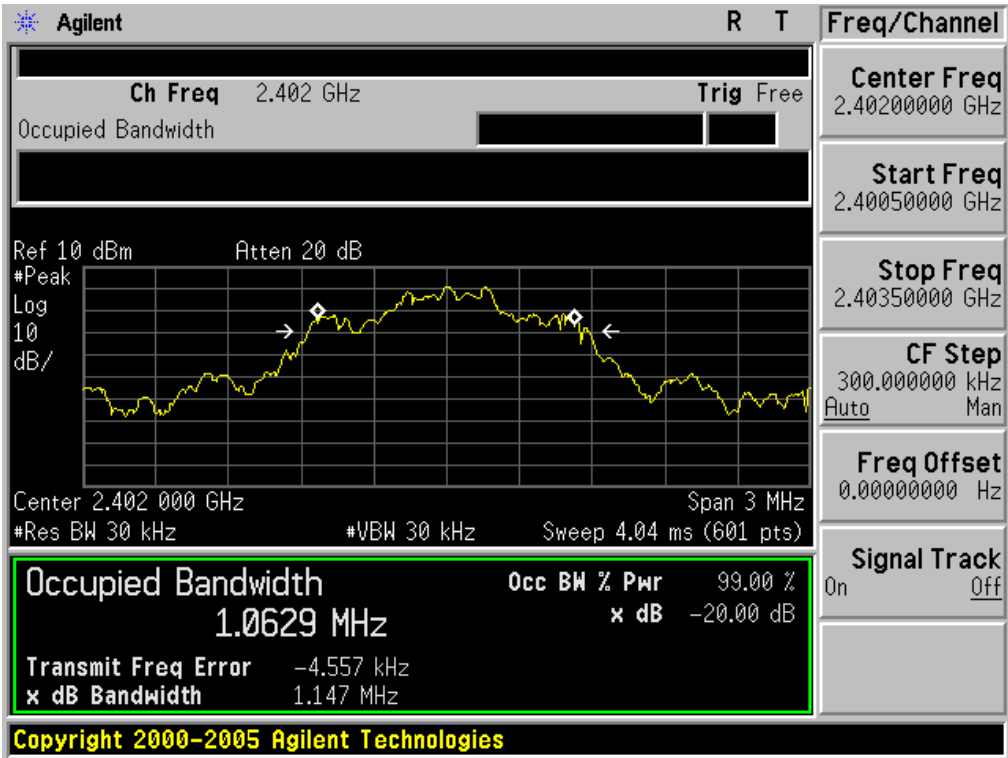 Agilent R T Freq/Channel
Ch Freq 2.402 GHz Trig Free
Occupied Bandwidth
Center Freq
2.40200000 GHz
Start Freq
2.40050000 GHz
Stop Freq
2.40350000 GHz
CF Step
300.000000 kHz
Auto Man
Freq Offset
0.00000000 Hz
Signal Track
On Off
Ref 10 dBm Atten 20 dB
#Peak
Log
10
dB/
Center 2.402 000 GHz Span 3 MHz
#Res BW 30 kHz #VBW 30 kHz Sweep 4.04 ms (601 pts)
Occupied Bandwidth Occ BW % Pwr 99.00 %
1.0629 MHz x dB -20.00 dB
Transmit Freq Error -4.557 kHz
x dB Bandwidth 1.147 MHz
Copyright 2000-2005 Agilent Technologies